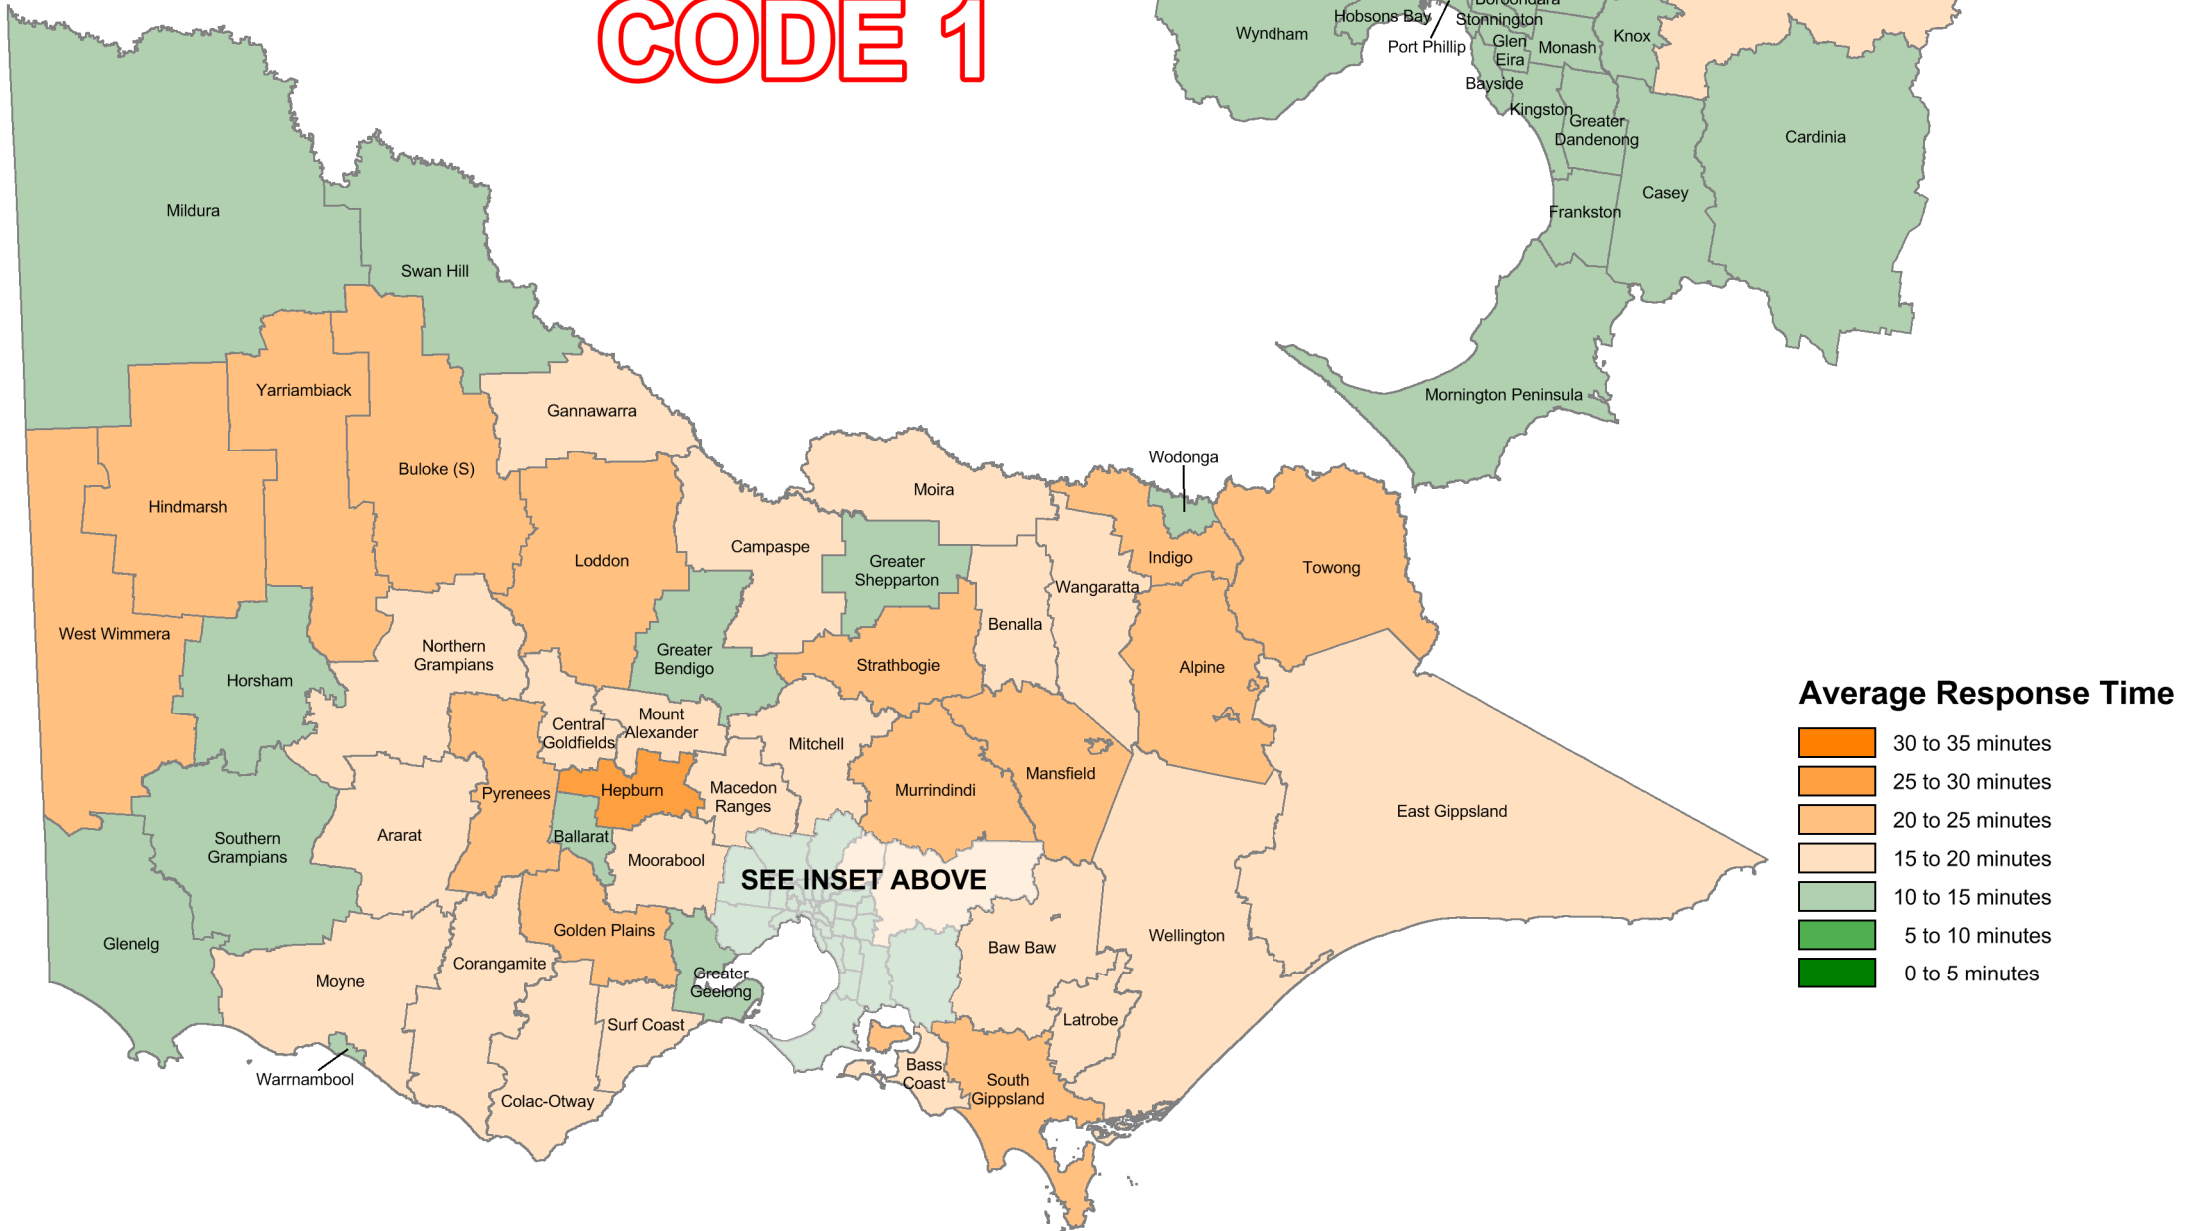 CODE 1
Boroondara
Hobsons Bay
Stonnington
Wyndham
Port Phillip
Glen
Eira
Monash
Knox
Bayside
Kingston
Greater
Dandenong
Cardinia
Casey
Frankston
Mornington Peninsula
Mildura
Swan Hill
Yarriambiack
Gannawarra
Buloke (S)
Hindmarsh
Wodonga
Moira
Loddon
Campaspe
Greater
Shepparton
Indigo
Towong
Wangaratta
West Wimmera
Benalla
Northern
Grampians
Greater
Bendigo
Strathbogie
Alpine
Horsham
Central
Goldfields
Mount
Alexander
Mitchell
Mansfield
Pyrenees
Hepburn
Macedon
Ranges
Murrindindi
East Gippsland
Southern
Grampians
Ararat
Ballarat
Moorabool
SEE INSET ABOVE
Glenelg
Golden Plains
Baw Baw
Wellington
Moyne
Corangamite
Greater
Geelong
Surf Coast
Latrobe
Warrnambool
Colac-Otway
Bass
Coast
South
Gippsland
Average Response Time
30 to 35 minutes
25 to 30 minutes
20 to 25 minutes
15 to 20 minutes
10 to 15 minutes
5 to 10 minutes
0 to 5 minutes